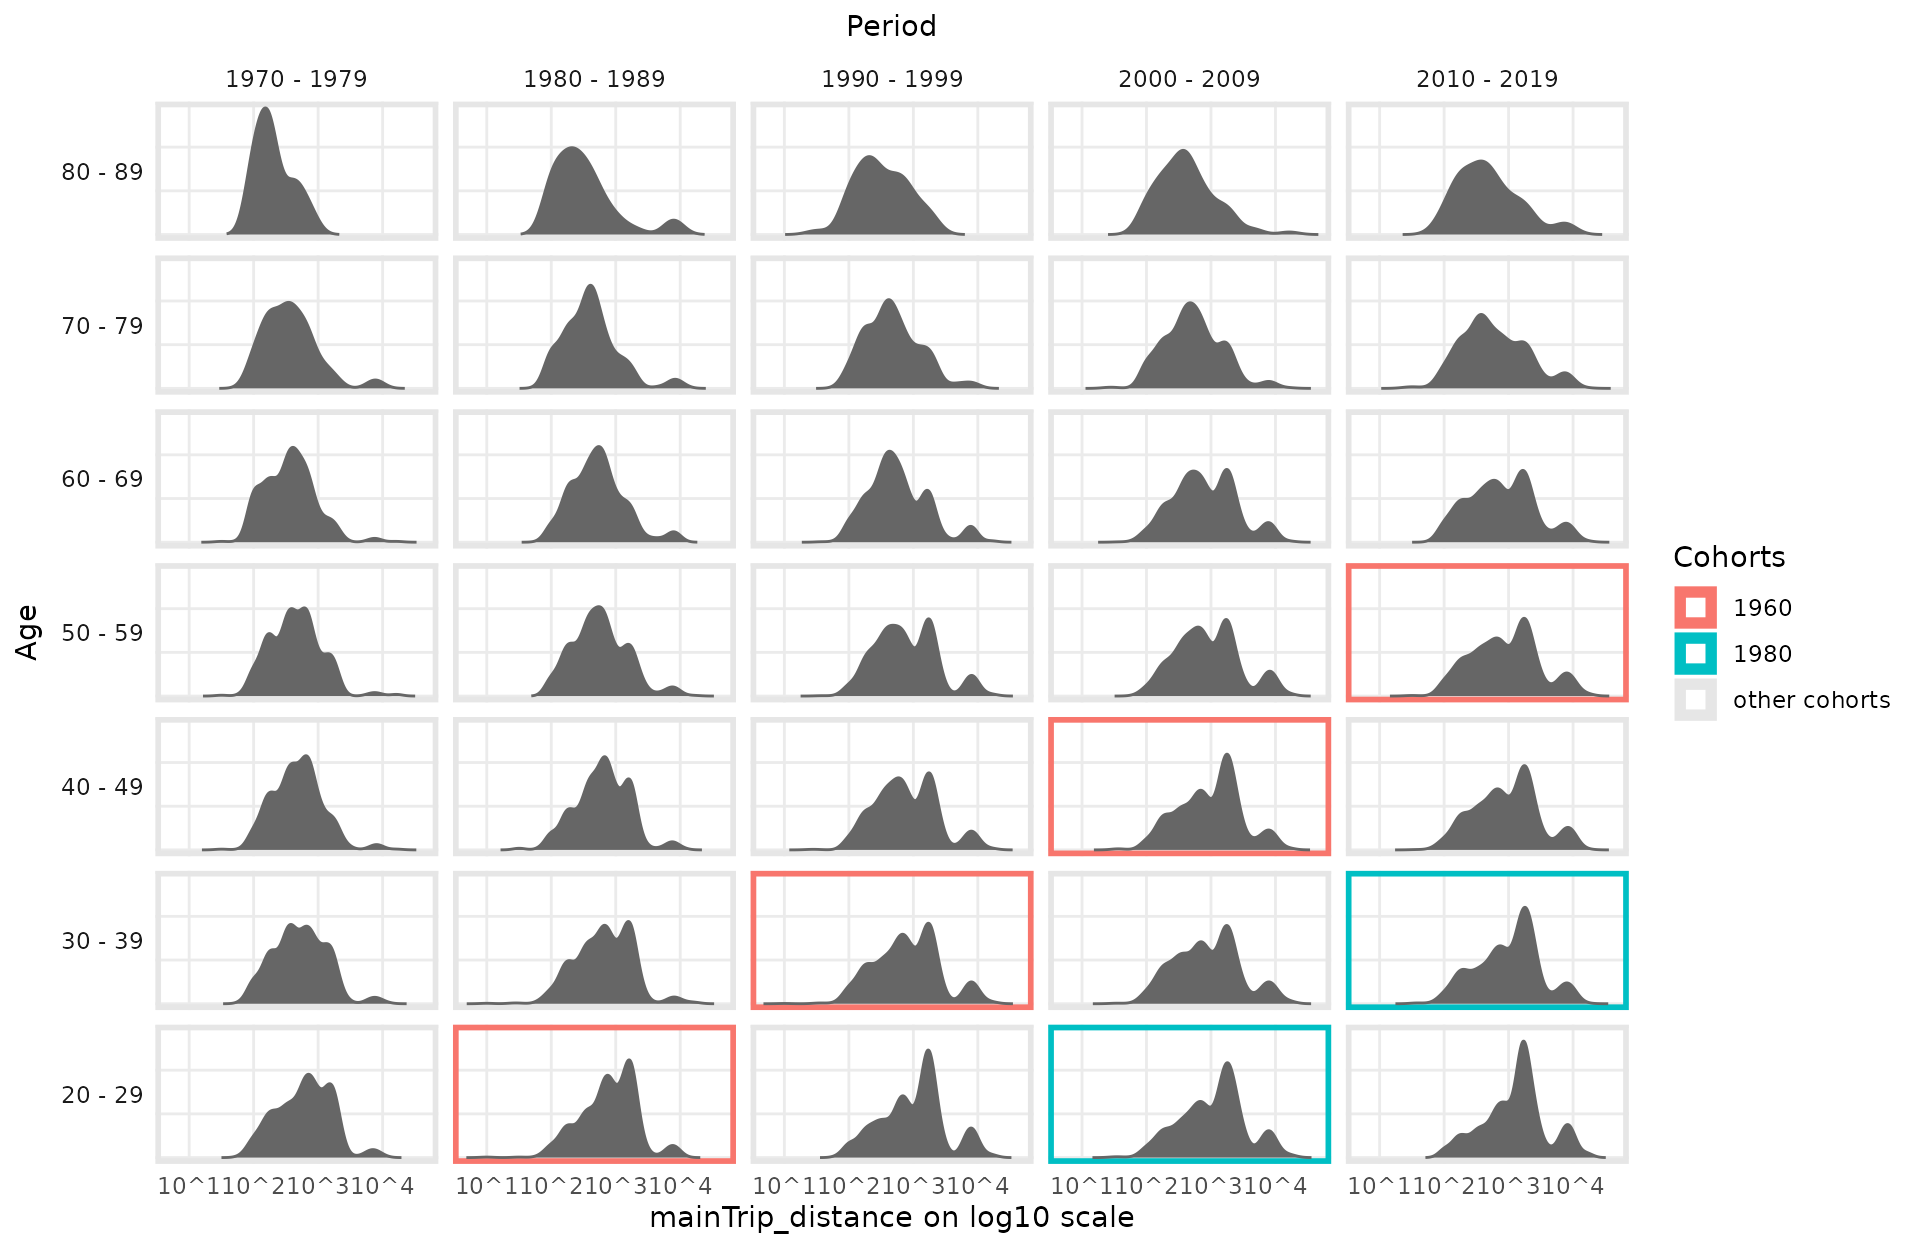 Period
1970 - 1979 1980 - 1989 1990 - 1999 2000 - 2009 2010 - 2019
80 - 89
70 - 79
60 - 69
50 - 59
40 - 49
30 - 39
20 - 29
Age
10^110^210^310^4 10^110^210^310^4 10^110^210^310^4 10^110^210^310^4 10^110^210^310^4
mainTrip_distance on log10 scale
Cohorts
1960
1980
other cohorts